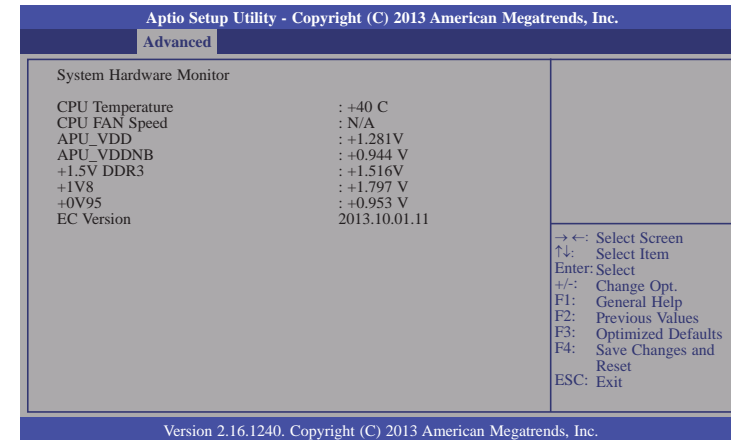 Aptio Setup Utility - Copyright (C) 2013 American Megatrends, Inc.
Advanced
System Hardware Monitor
CPU Temperature : +40 C
CPU FAN Speed : N/A
APU_VDD : +1.281V
APU_VDDNB : +0.944 V
+1.5V DDR3 : +1.516V
+1V8 : +1.797 V
+0V95 : +0.953 V
EC Version 2013.10.01.11
→ ←: Select Screen
↑↓: Select Item
Enter: Select
+/-: Change Opt.
F1: General Help
F2: Previous Values
F3: Optimized Defaults
F4: Save Changes and
Reset
ESC: Exit
Version 2.16.1240. Copyright (C) 2013 American Megatrends, Inc.